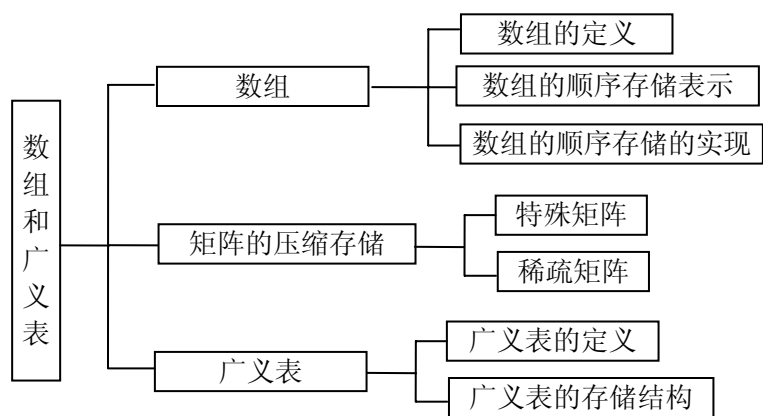 数组和广义表
数组
数组的定义
数组的顺序存储表示
数组的顺序存储的实现
矩阵的压缩存储
特殊矩阵
稀疏矩阵
广义表
广义表的定义
广义表的存储结构